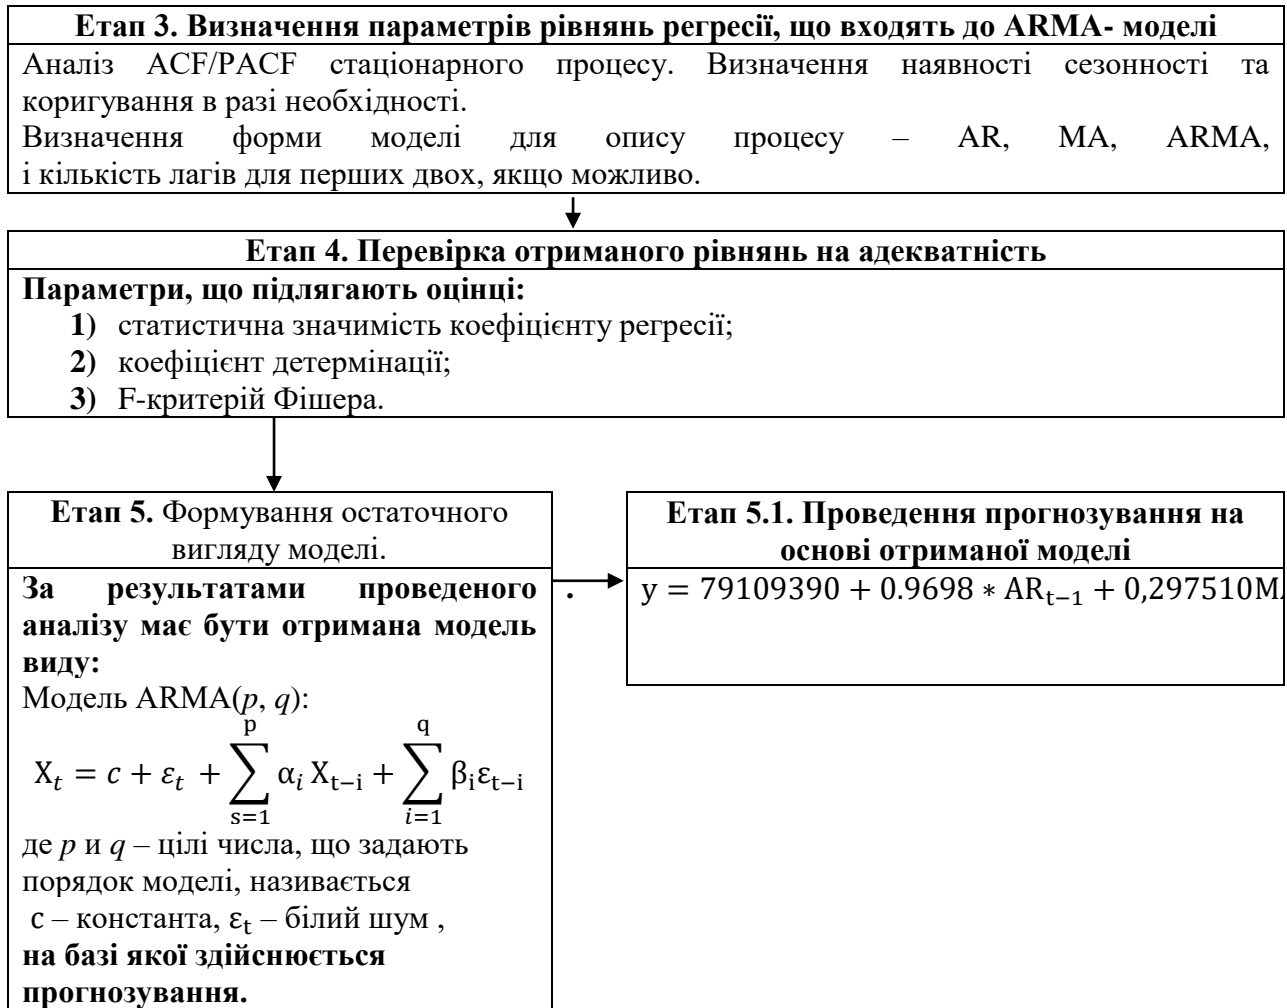 Етап 3. Визначення параметрів рівнянь регресії, що входять до ARMA- моделі
Аналіз ACF/PACF стаціонарного процесу. Визначення наявності сезонності та
коригування в разі необхідності.
Визначення форми моделі для опису процесу – AR, MA, ARMA,
і кількість лагів для перших двох, якщо можливо.
Етап 4. Перевірка отриманого рівнянь на адекватність
Параметри, що підлягають оцінці:
1) статистична значимість коефіцієнту регресії;
2) коефіцієнт детермінації;
3) F-критерій Фішера.
Етап 5. Формування остаточного
вигляду моделі.
За результатами проведеного
аналізу має бути отримана модель
виду:
Модель ARMA(p, q):
X_t = c + ε_t + ∑_{s=1}^{p} α_i X_{t−i} + ∑_{i=1}^{q} β_i ε_{t−i}
де p и q – цілі числа, що задають
порядок моделі, називається
c – константа, ε_t – білий шум ,
на базі якої здійснюється
прогнозування.
.
Етап 5.1. Проведення прогнозування на
основі отриманої моделі
y = 79109390 + 0.9698 ∗ AR_{t−1} + 0,297510M